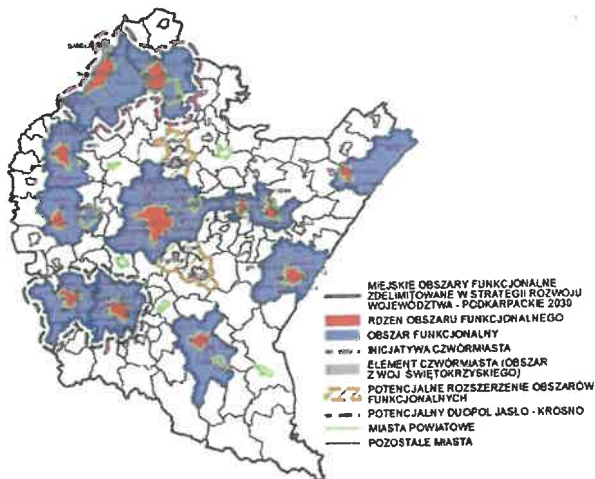 MIEJSKIE OBSZARY FUNKCJONALNE
ZDELIMITOWANE W STRATEGII ROZWOJU
WOJEWÓDZTWA - PODKARPACKIE 2030
RDZEŃ OBSZARU FUNKCJONALNEGO
OBSZAR FUNKCJONALNY
INICJATYWA CZWÓRMIASTA
ELEMENT CZWÓRMIASTA (OBSZAR
Z WOJ ŚWIĘTOKRZYSKIEGO)
POTENCJALNE ROZSZERZENIE OBSZARÓW
FUNKCJONALNYCH
POTENCJALNY DUOPOL JASŁO - KROSNO
MIASTA POWIATOWE
POZOSTAŁE MIASTA